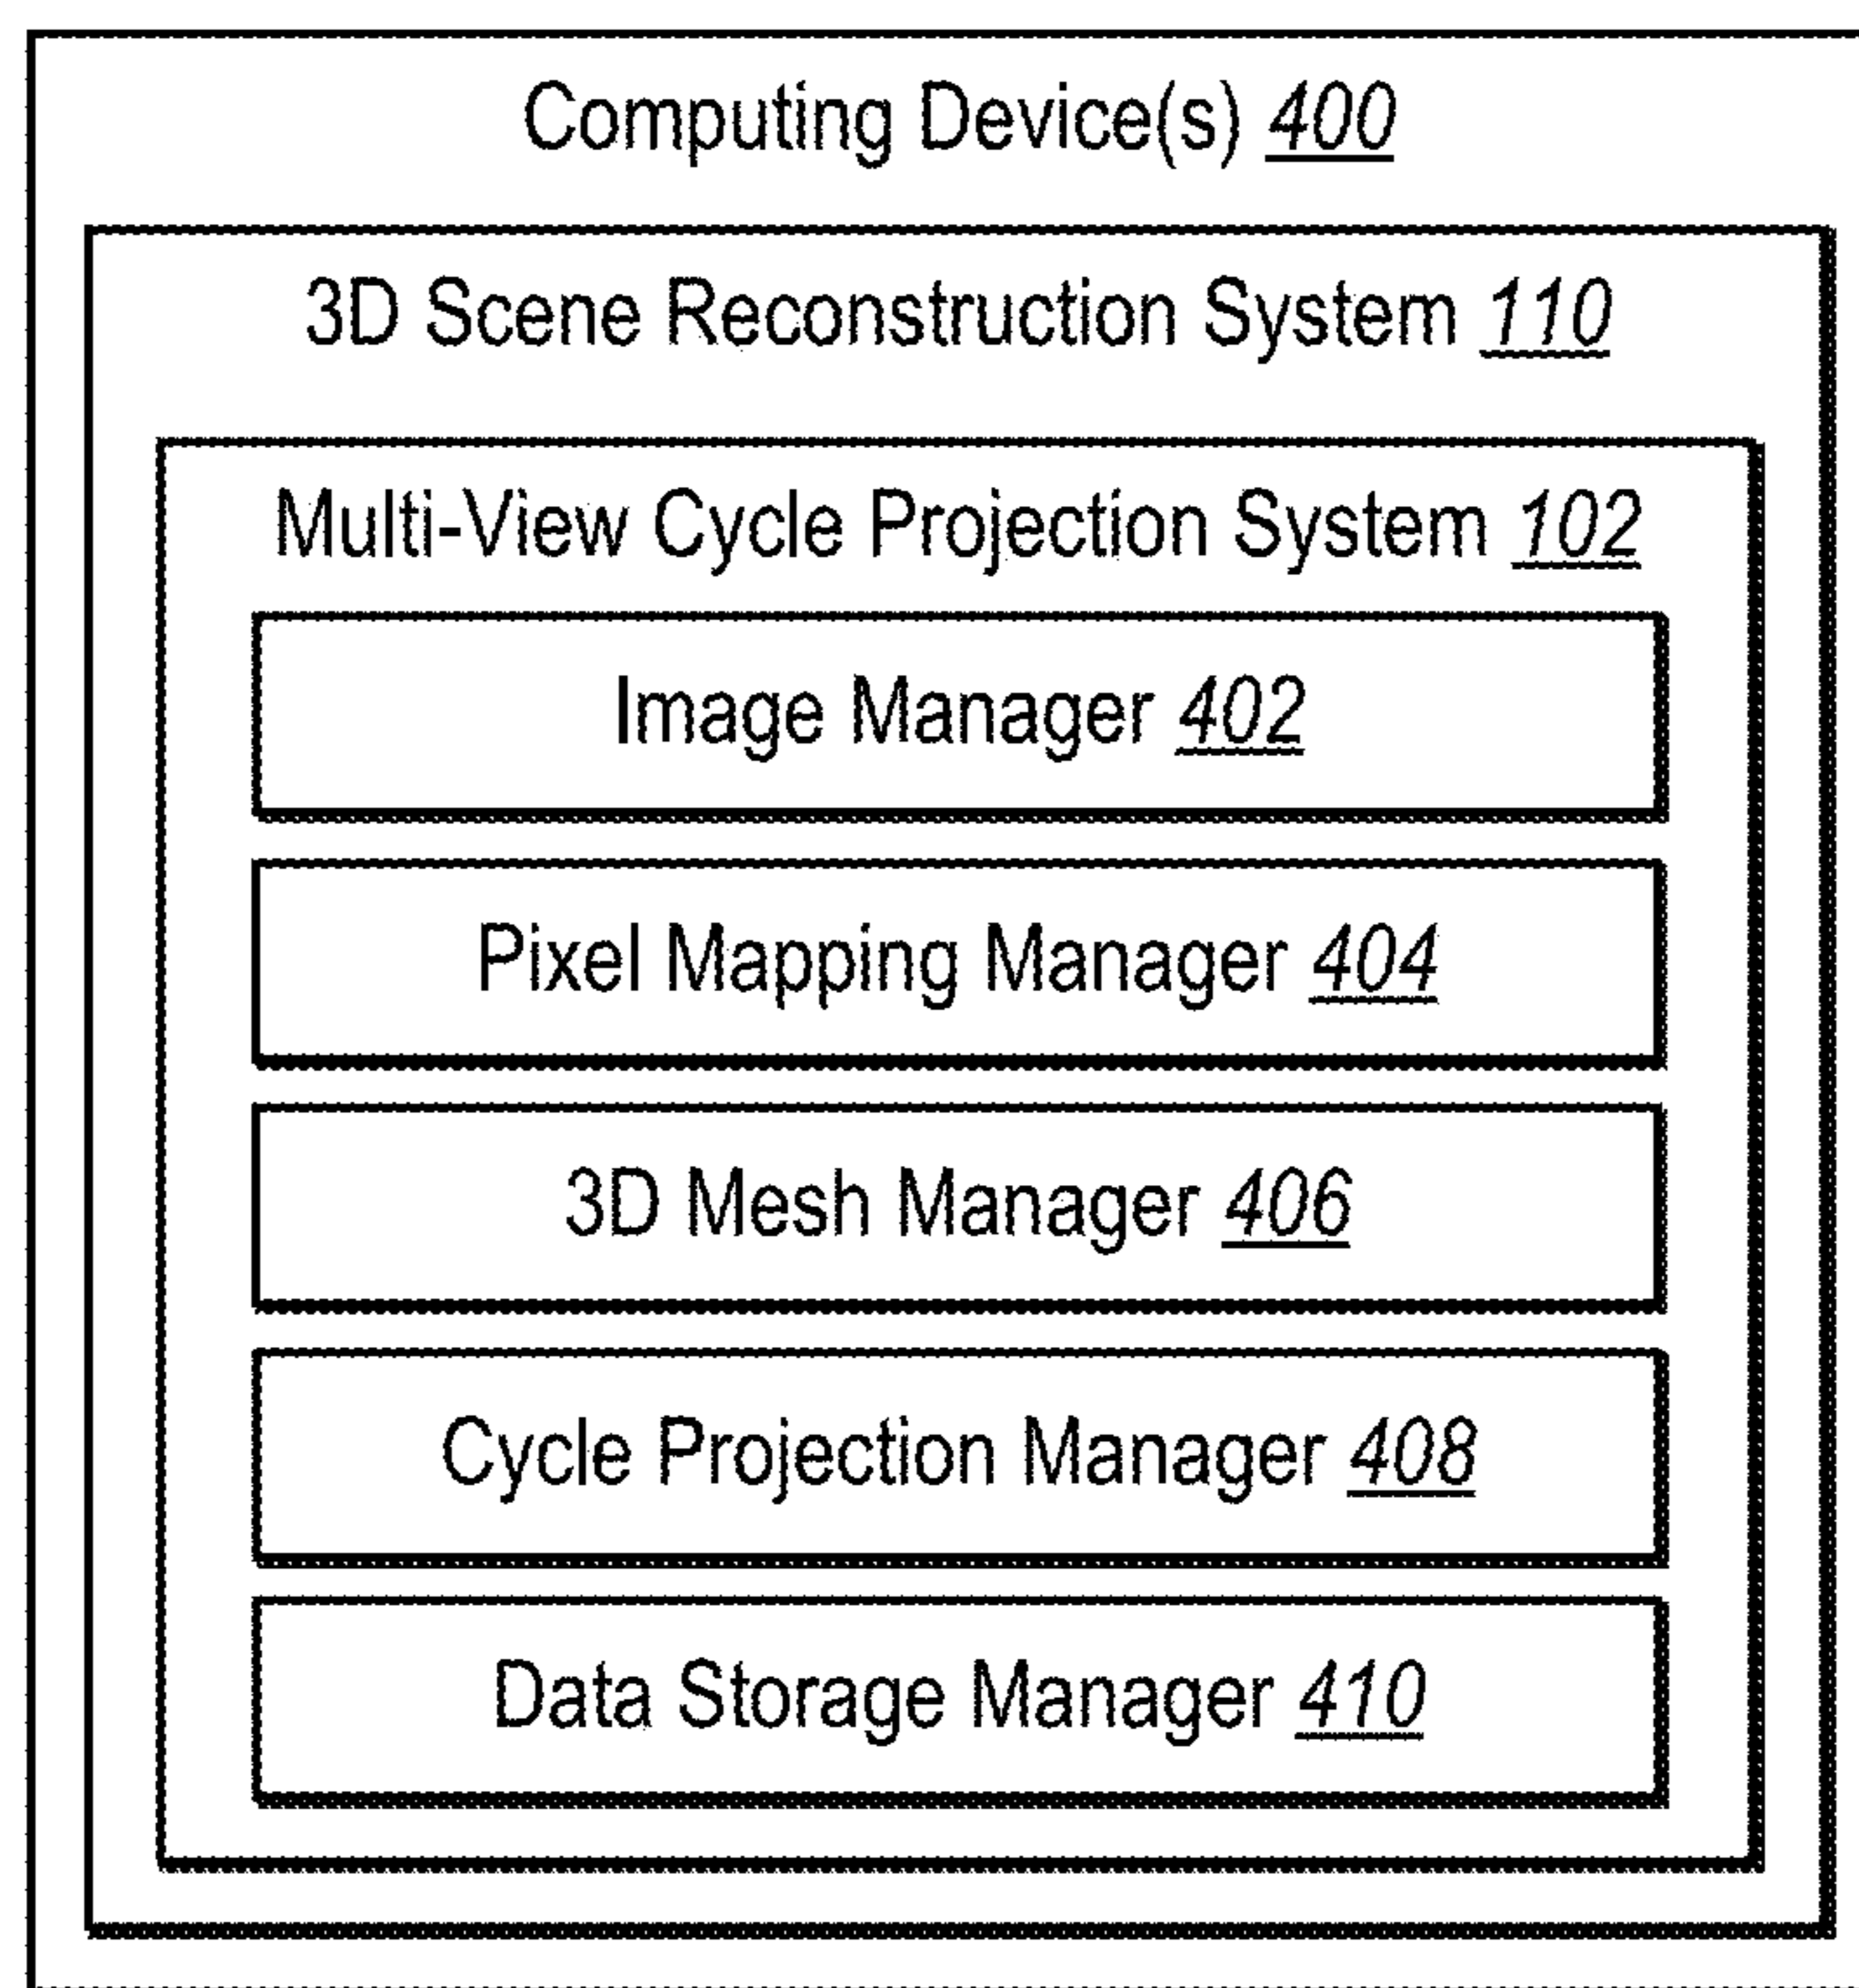 Computing Device(s) 400
3D Scene Reconstruction System 110
Multi-View Cycle Projection System 102
Image Manager 402
Pixel Mapping Manager 404
3D Mesh Manager 406
Cycle Projection Manager 408
Data Storage Manager 410